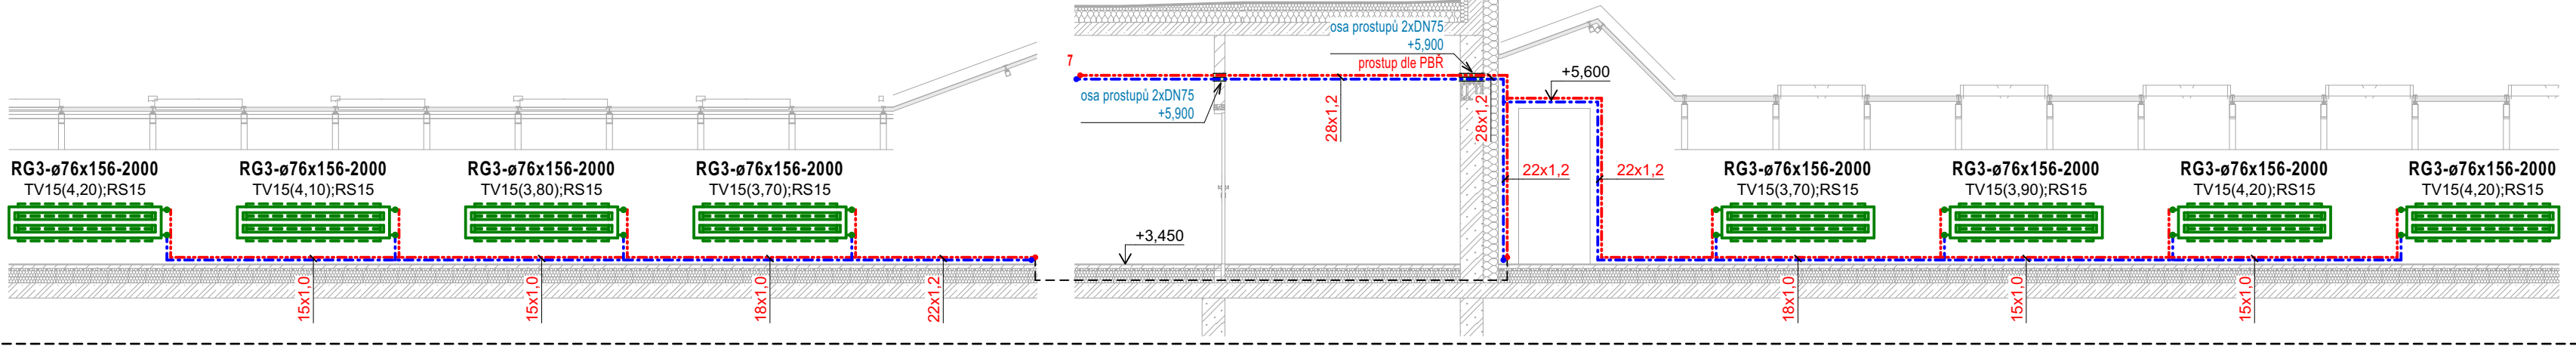 osa prostupů 2xDN75
+5,900
prostup dle PBŘ
7
+5,600
osa prostupů 2xDN75
+5,900
28x1,2
28x1,2
RG3-ø76x156-2000
TV15(4,20);RS15
RG3-ø76x156-2000
TV15(4,10);RS15
RG3-ø76x156-2000
TV15(3,80);RS15
RG3-ø76x156-2000
TV15(3,70);RS15
22x1,2
22x1,2
RG3-ø76x156-2000
TV15(3,70);RS15
RG3-ø76x156-2000
TV15(3,90);RS15
RG3-ø76x156-2000
TV15(4,20);RS15
RG3-ø76x156-2000
TV15(4,20);RS15
+3,450
15x1,0
15x1,0
18x1,0
22x1,2
18x1,0
15x1,0
15x1,0